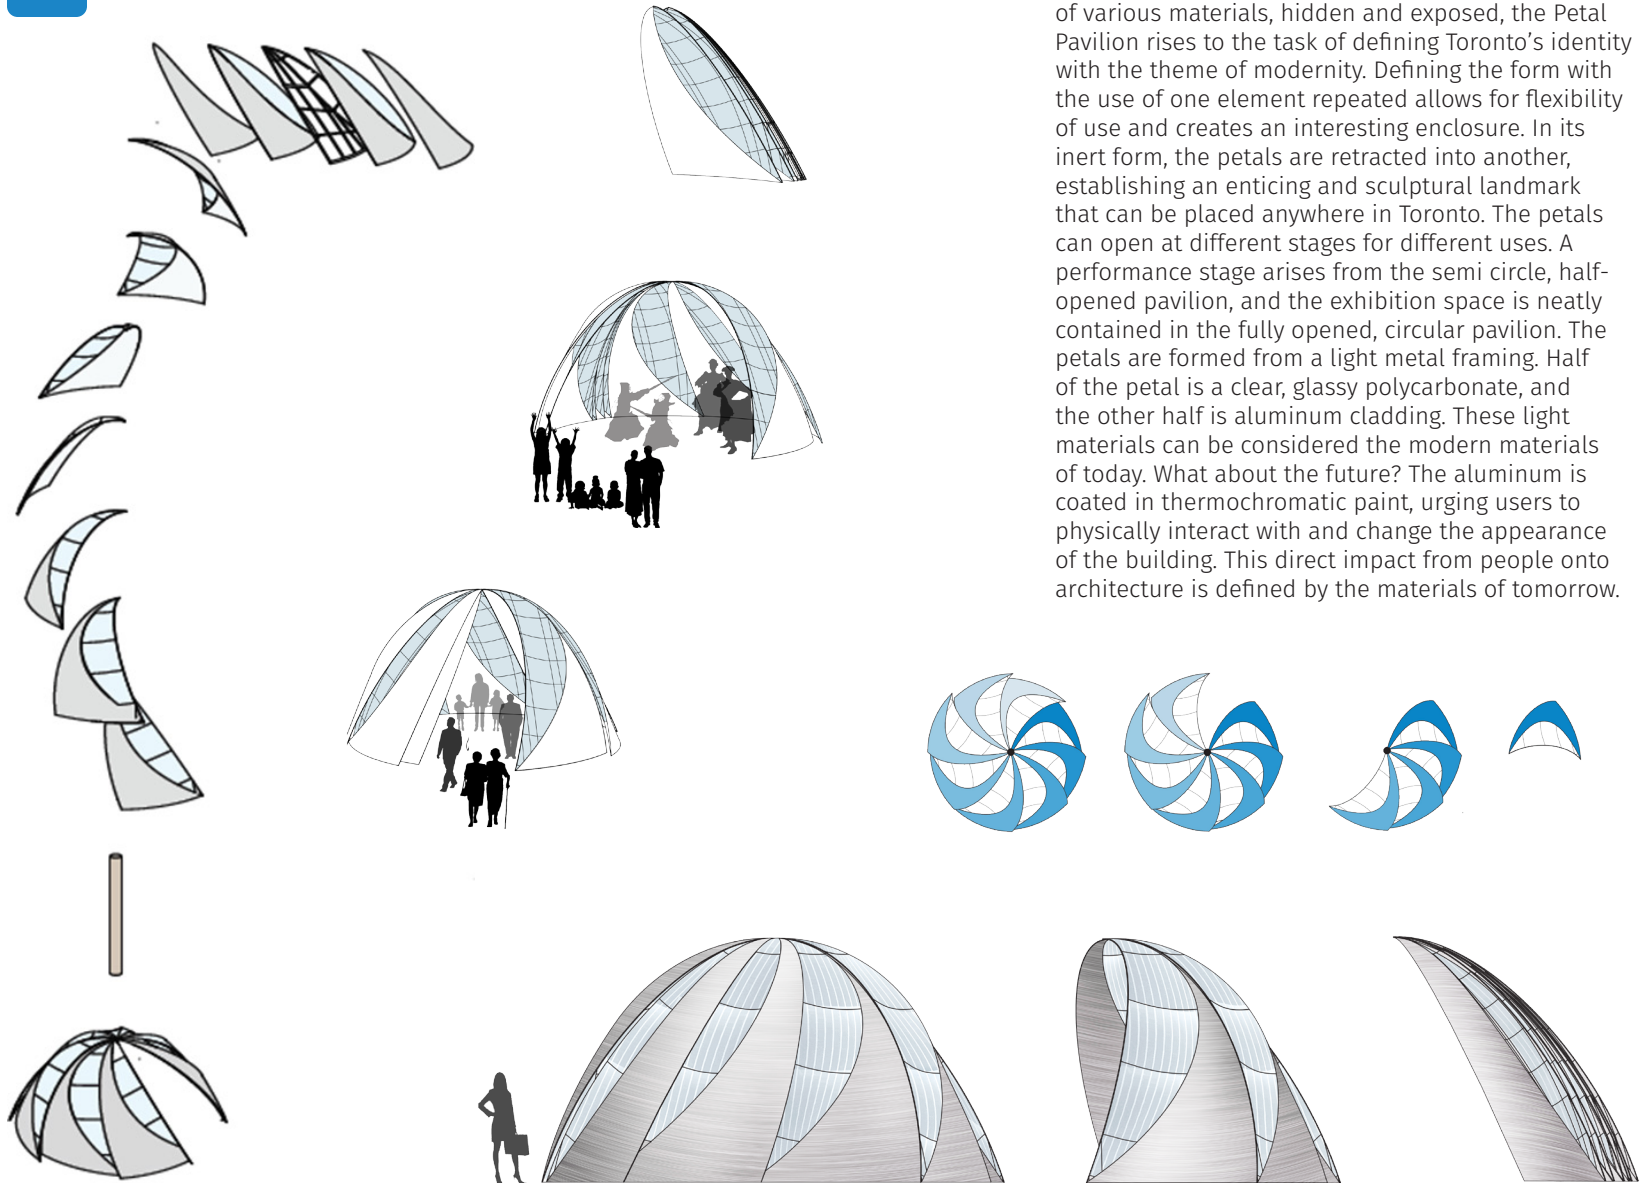 of various materials, hidden and exposed, the Petal
Pavilion rises to the task of defining Toronto’s identity
with the theme of modernity. Defining the form with
the use of one element repeated allows for flexibility
of use and creates an interesting enclosure. In its
inert form, the petals are retracted into another,
establishing an enticing and sculptural landmark
that can be placed anywhere in Toronto. The petals
can open at different stages for different uses. A
performance stage arises from the semi circle, half-
opened pavilion, and the exhibition space is neatly
contained in the fully opened, circular pavilion. The
petals are formed from a light metal framing. Half
of the petal is a clear, glassy polycarbonate, and
the other half is aluminum cladding. These light
materials can be considered the modern materials
of today. What about the future? The aluminum is
coated in thermochromatic paint, urging users to
physically interact with and change the appearance
of the building. This direct impact from people onto
architecture is defined by the materials of tomorrow.